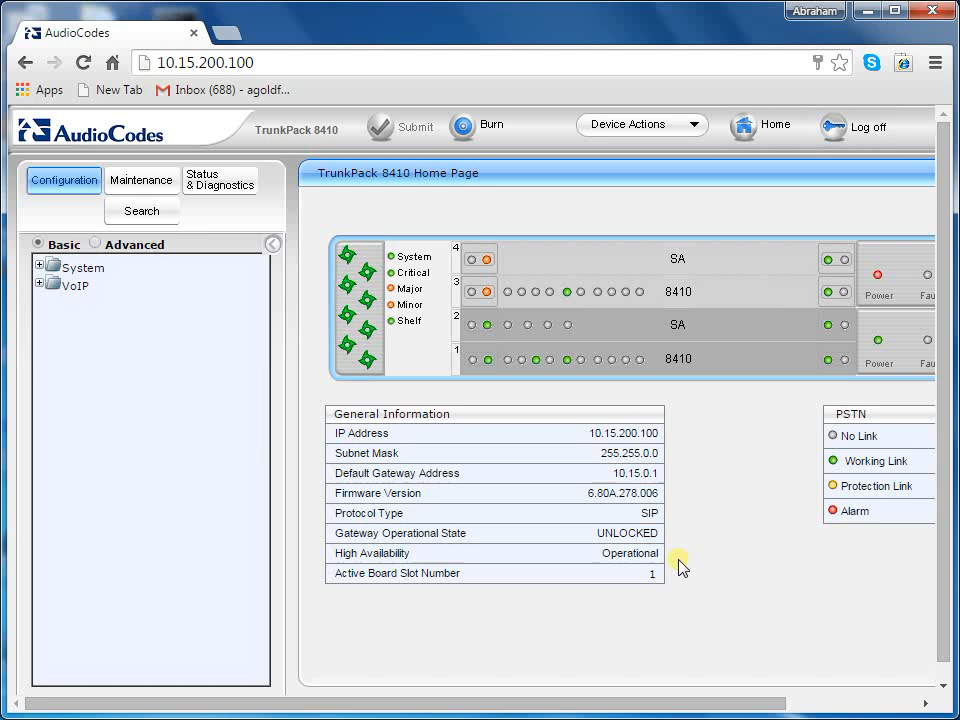 Abraham
AudioCodes
10.15.200.100
Apps New Tab Inbox (688) - agoldf...
AudioCodes TrunkPack 8410 Submit Burn Device Actions Home Log off
Configuration Maintenance Status & Diagnostics
Search
TrunkPack 8410 Home Page
Basic Advanced
System
VoIP
System
Critical
Major
Minor
Shelf
4 SA
3 8410
2 SA
1 8410
Power Fau
Power Fau
General Information
IP Address 10.15.200.100
Subnet Mask 255.255.0.0
Default Gateway Address 10.15.0.1
Firmware Version 6.80A.278.006
Protocol Type SIP
Gateway Operational State UNLOCKED
High Availability Operational
Active Board Slot Number 1
PSTN
No Link
Working Link
Protection Link
Alarm